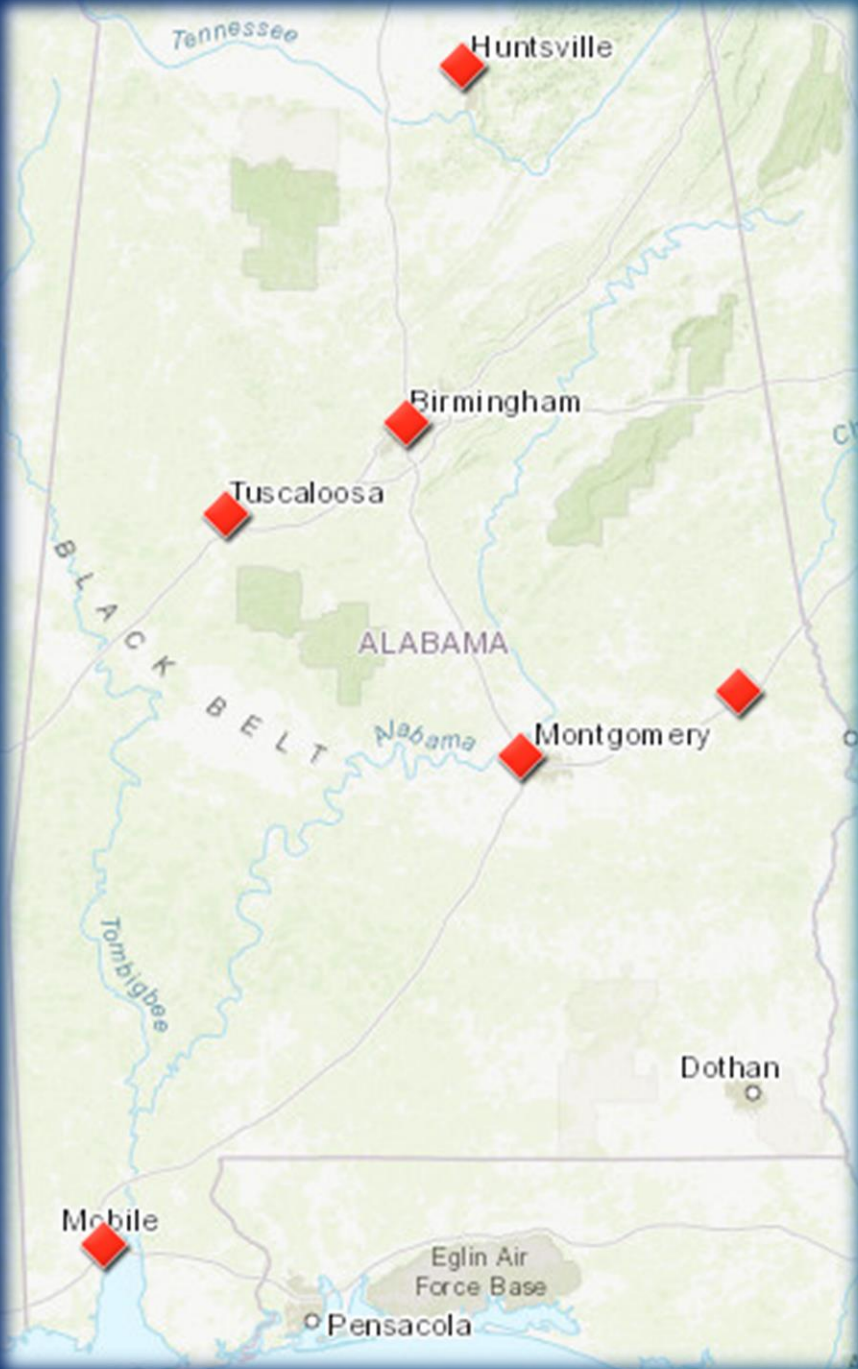 Tennessee
Huntsville
Birmingham
Tuscaloosa
BLACK BELT
ALABAMA
Alabama
Montgomery
Tombigbee
Dothan
Mobile
Eglin Air
Force Base
Pensacola